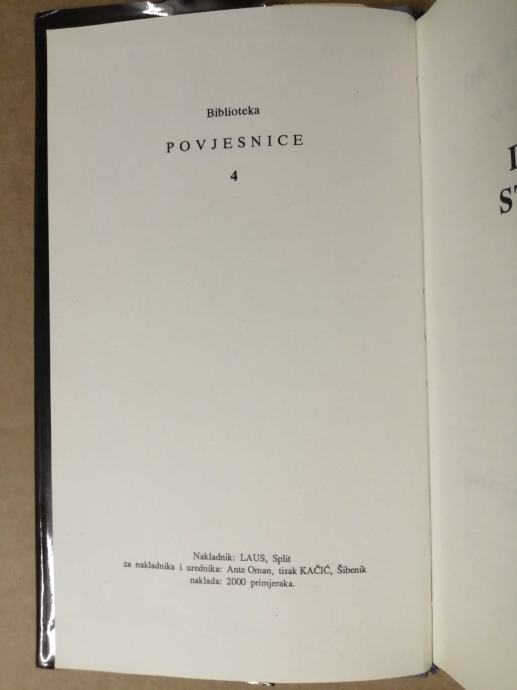 Biblioteka
POVJESNICE
4
Nakladnik: LAUS, Split
za nakladnika i urednika: Ante Oman, tisak KAČIĆ, Šibenik
naklada: 2000 primjeraka.